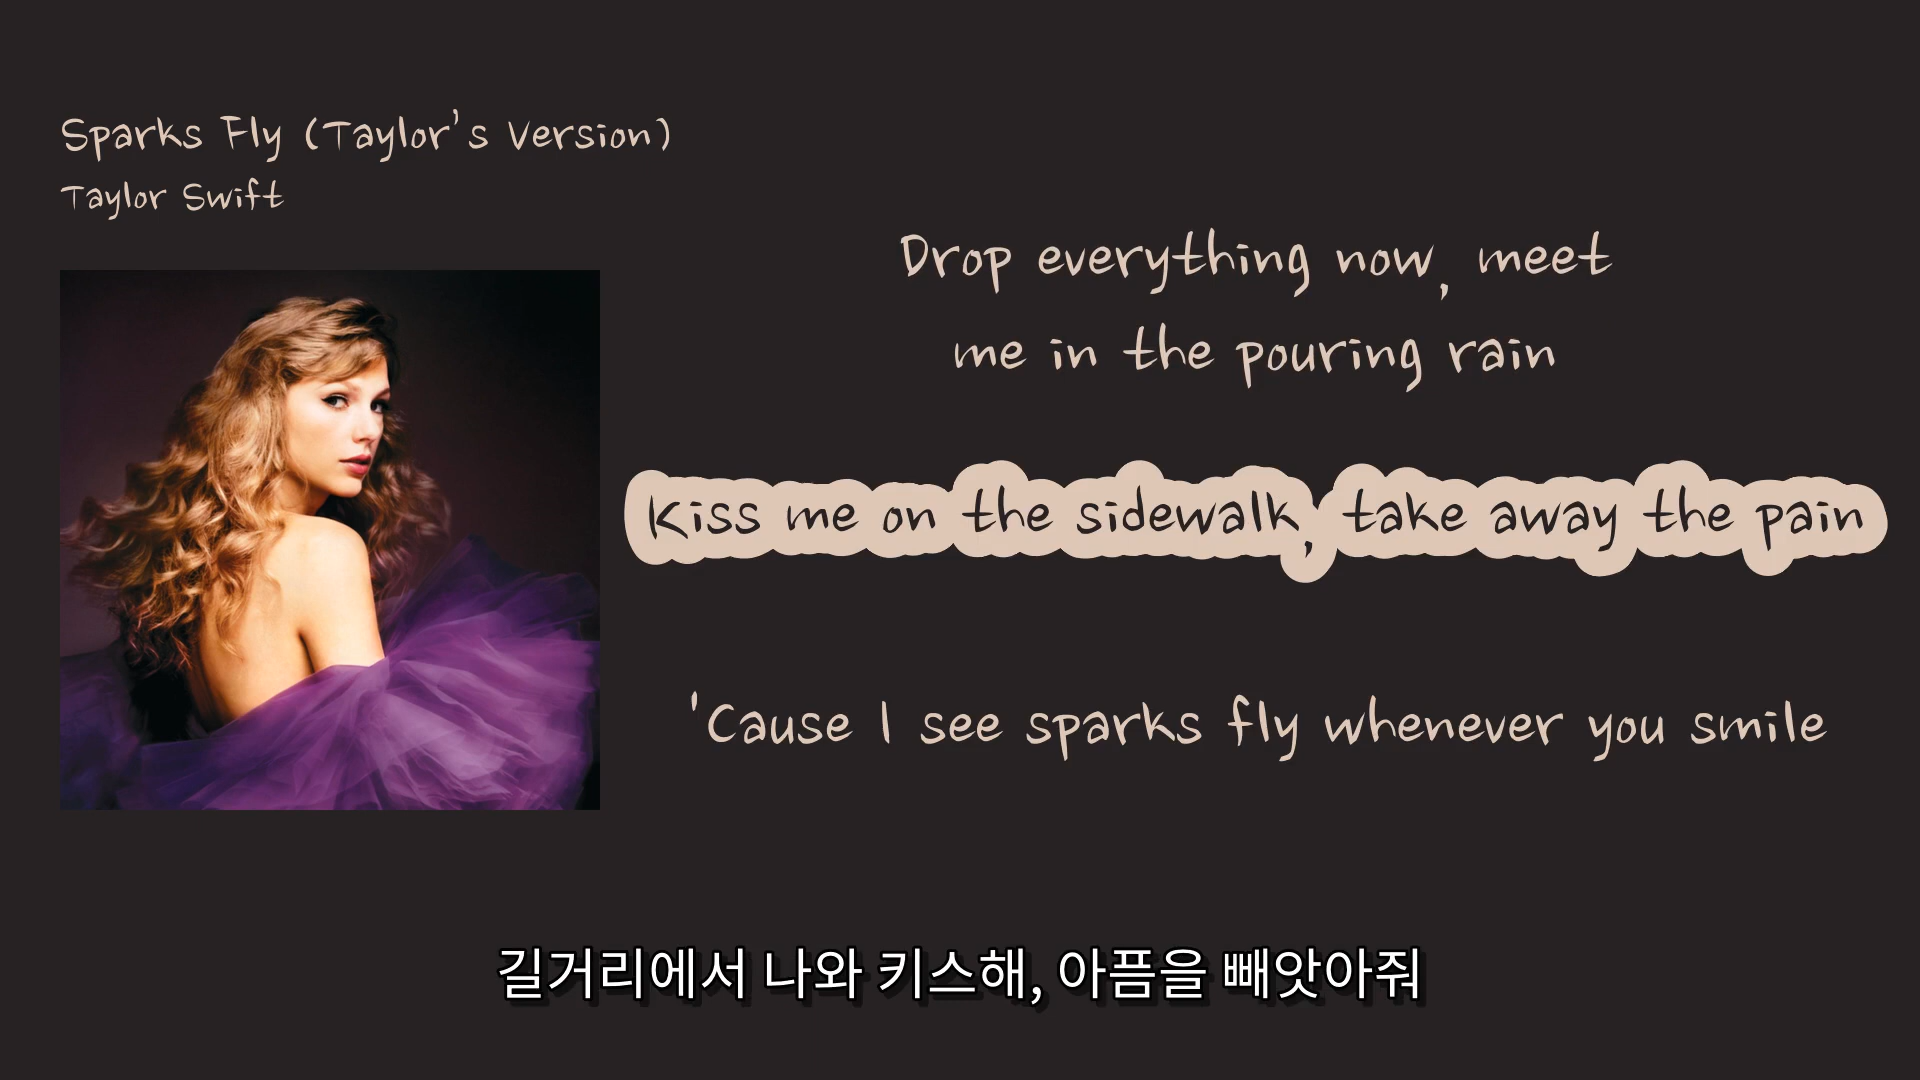 Sparks Fly (Taylor's Version)
Taylor Swift
Drop everything now, meet
me in the pouring rain
Kiss me on the sidewalk, take away the pain
'Cause I see sparks fly whenever you smile
길거리에서 나와 키스해, 아픔을 빼앗아줘